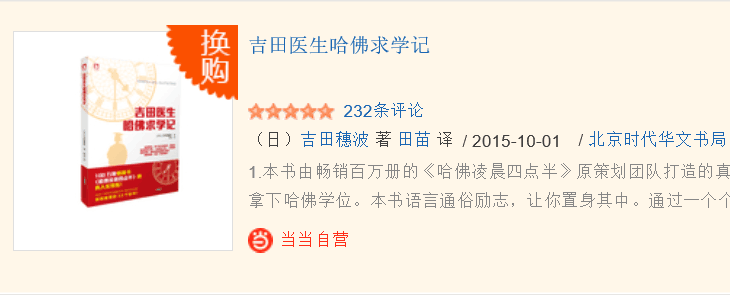 换购
吉田医生哈佛求学记
吉田医生
哈佛求学记
232条评论
（日）吉田穗波 著 田苗 译 / 2015-10-01 / 北京时代华文书局
1.本书由畅销百万册的《哈佛凌晨四点半》原策划团队打造的真
拿下哈佛学位。本书语言通俗励志，让你置身其中。通过一个个
当当自营